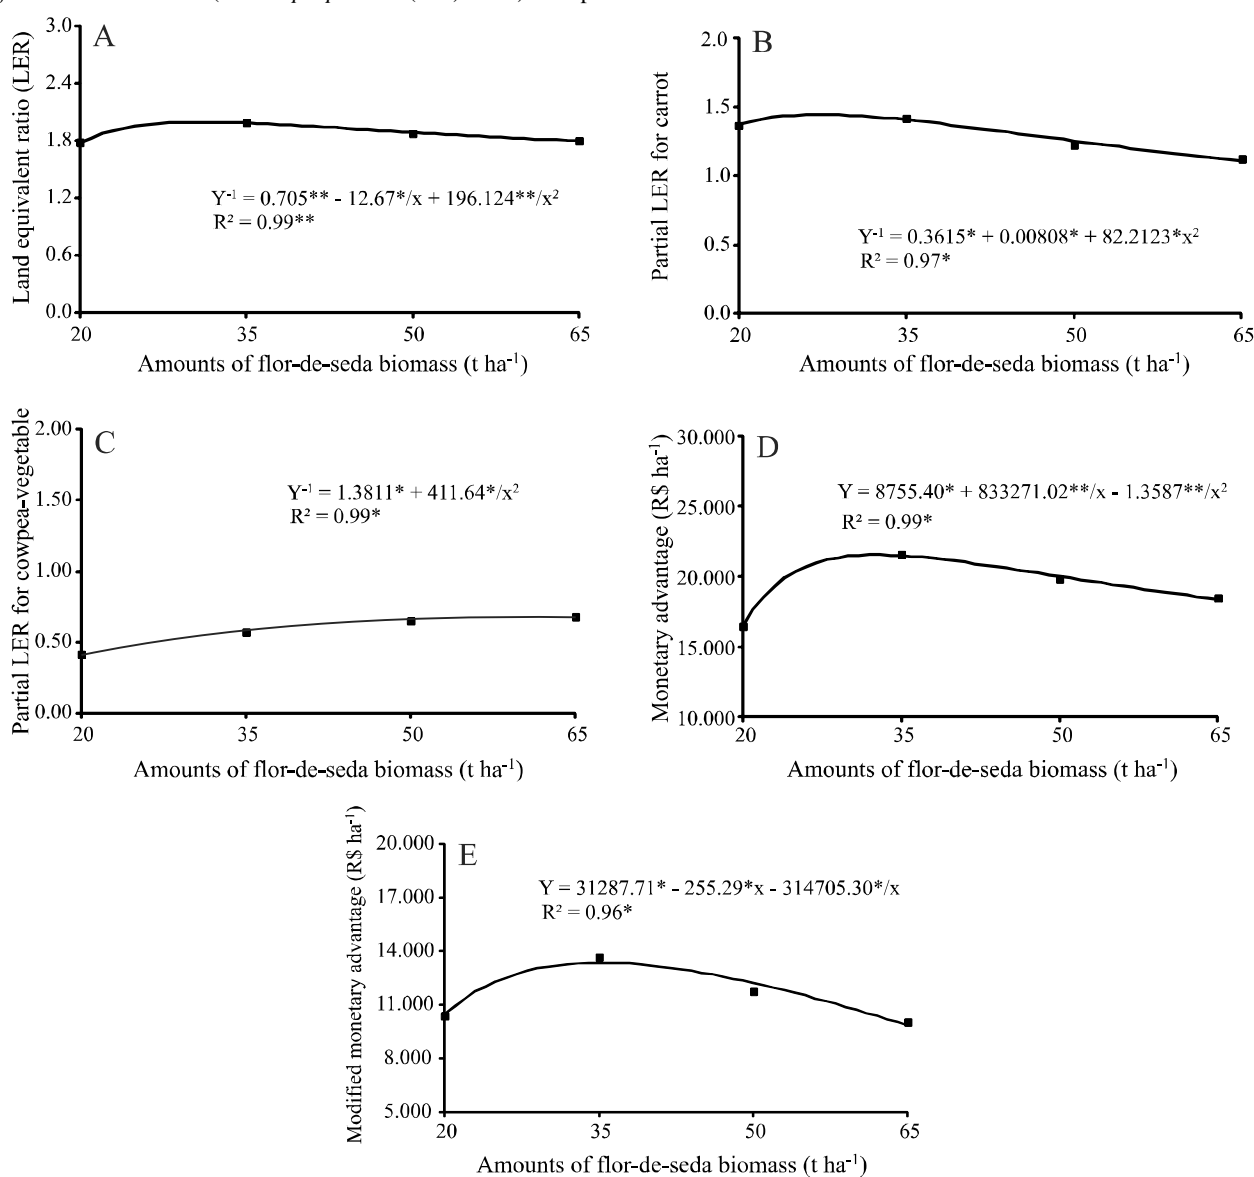 A
Land equivalent ratio (LER)
3.0
2.4
1.8
1.2
0.6
0.0
Y⁻¹ = 0.705** - 12.67*/x + 196.124**/x²
R² = 0.99**
20 35 50 65
Amounts of flor-de-seda biomass (t ha⁻¹)
B
Partial LER for carrot
2.0
1.5
1.0
0.5
0.0
Y⁻¹ = 0.3615* + 0.00808* + 82.2123*x²
R² = 0.97*
20 35 50 65
Amounts of flor-de-seda biomass (t ha⁻¹)
C
Partial LER for cowpea-vegetable
2.00
1.50
1.00
0.50
0.00
Y⁻¹ = 1.3811* + 411.64*/x²
R² = 0.99*
20 35 50 65
Amounts of flor-de-seda biomass (t ha⁻¹)
D
Monetary advantage (R$ ha⁻¹)
30.000
25.000
20.000
15.000
10.000
Y = 8755.40* + 833271.02**/x - 1.3587**/x²
R² = 0.99*
20 35 50 65
Amounts of flor-de-seda biomass (t ha⁻¹)
E
Modified monetary advantage (R$ ha⁻¹)
20.000
17.000
14.000
11.000
8.000
5.000
Y = 31287.71* - 255.29*x - 314705.30*/x
R² = 0.96*
20 35 50 65
Amounts of flor-de-seda biomass (t ha⁻¹)